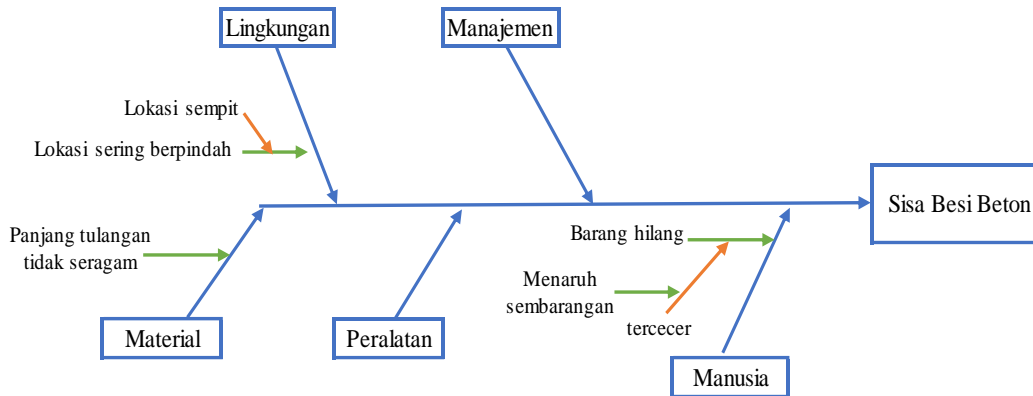 Lingkungan
Manajemen
Lokasi sempit
Lokasi sering berpindah
Sisa Besi Beton
Panjang tulangan
tidak seragam
Barang hilang
Menaruh
sembarangan
tercecer
Material
Peralatan
Manusia